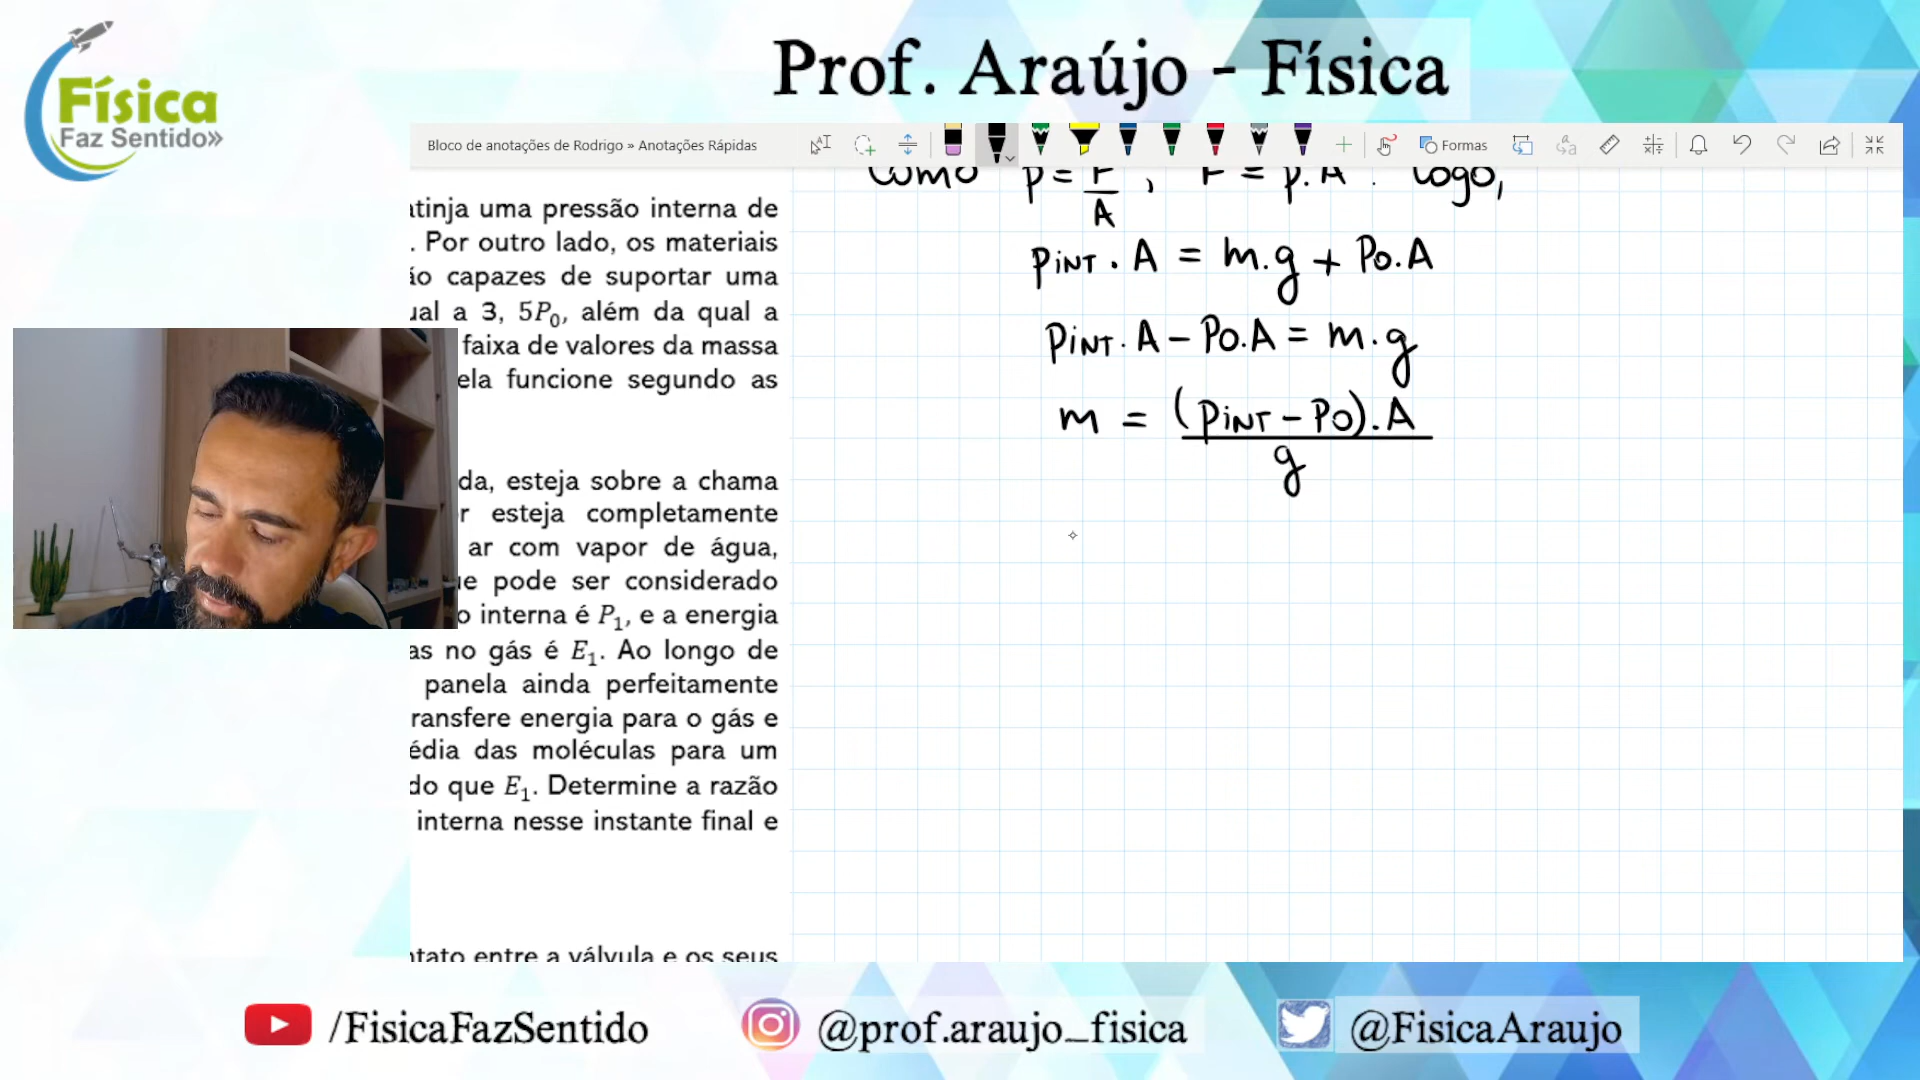 Prof. Araújo - Física
Física
Faz Sentido»
Bloco de anotações de Rodrigo » Anotações Rápidas
Formas
atinja uma pressão interna de
. Por outro lado, os materiais
ão capazes de suportar uma
ual a 3, 5P₀, além da qual a
faixa de valores da massa
ela funcione segundo as
da, esteja sobre a chama
r esteja completamente
ar com vapor de água,
ue pode ser considerado
o interna é P₁, e a energia
as no gás é E₁. Ao longo de
panela ainda perfeitamente
ransfere energia para o gás e
édia das moléculas para um
do que E₁. Determine a razão
interna nesse instante final e
ntato entre a válvula e os seus
Como p = F/A , F = p.A . Logo,
PINT . A = m.g + P0.A
PINT . A - P0.A = m.g
m = (PINT - P0).A / g
/FisicaFazSentido
@prof.araujo_fisica
@FisicaAraujo